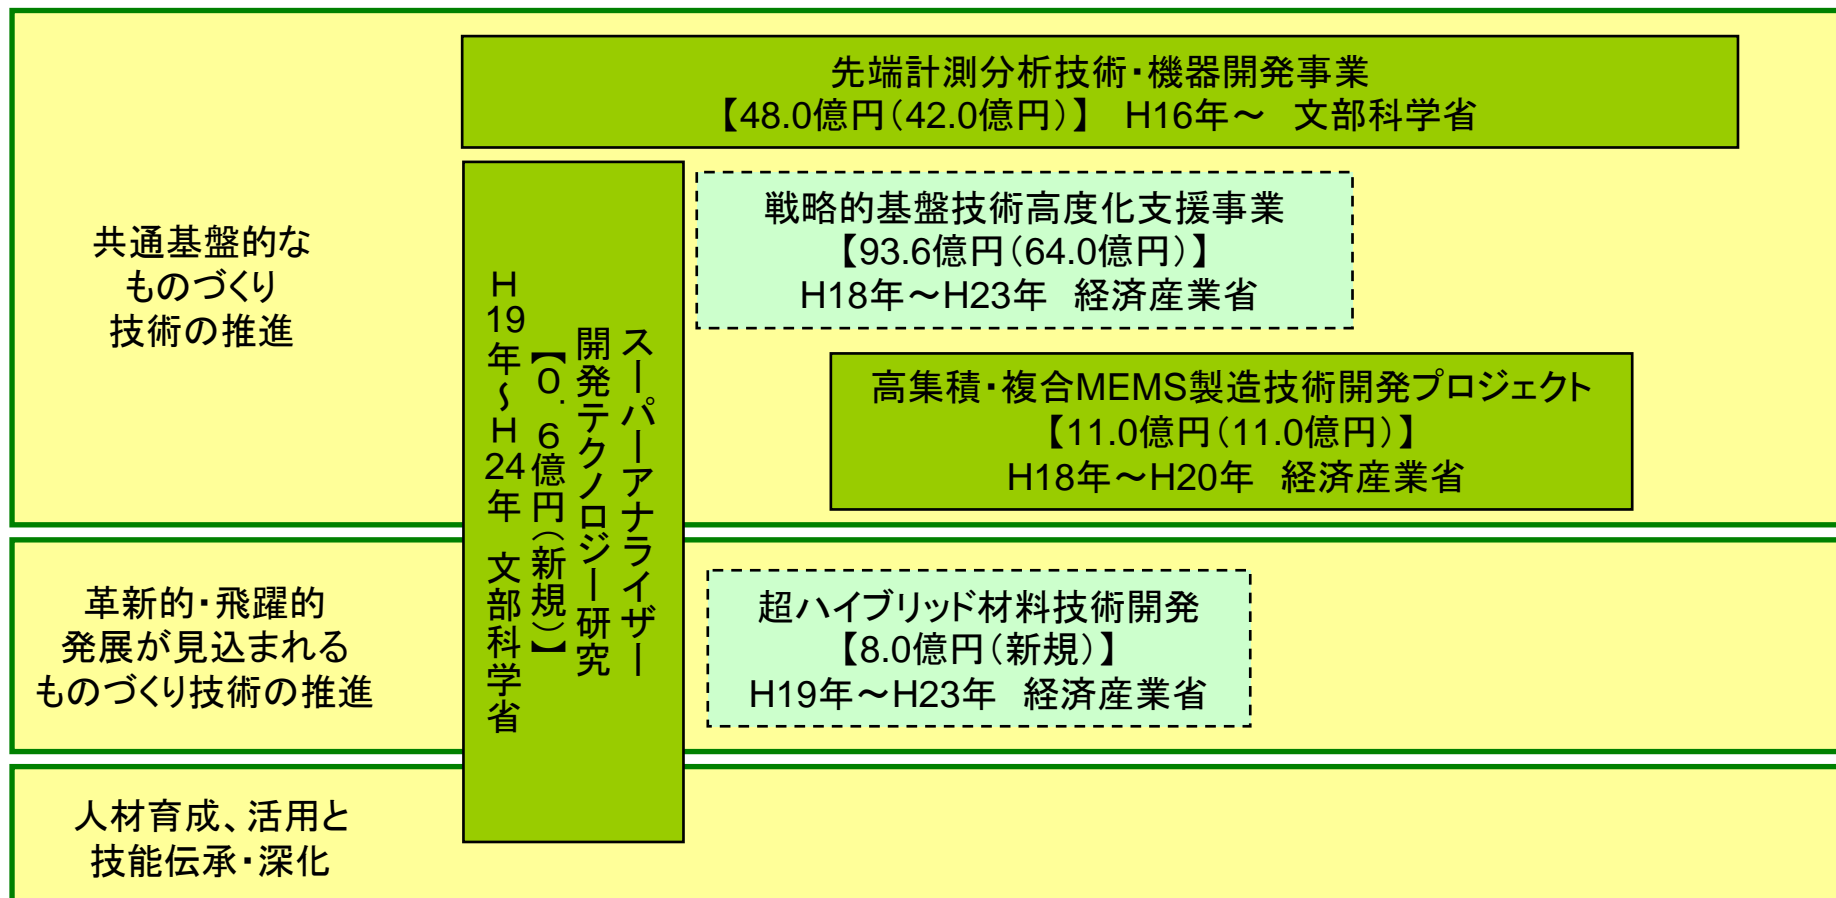 先端計測分析技術・機器開発事業
【48.0億円（42.0億円）】 H16年～ 文部科学省
共通基盤的な
ものづくり
技術の推進
スーパーアナライザー
開発テクノロジー研究
【０．６億円（新規）】
H19年～H24年 文部科学省
戦略的基盤技術高度化支援事業
【93.6億円（64.0億円）】
H18年～H23年 経済産業省
高集積・複合MEMS製造技術開発プロジェクト
【11.0億円（11.0億円）】
H18年～H20年 経済産業省
革新的・飛躍的
発展が見込まれる
ものづくり技術の推進
超ハイブリッド材料技術開発
【8.0億円（新規）】
H19年～H23年 経済産業省
人材育成、活用と
技能伝承・深化